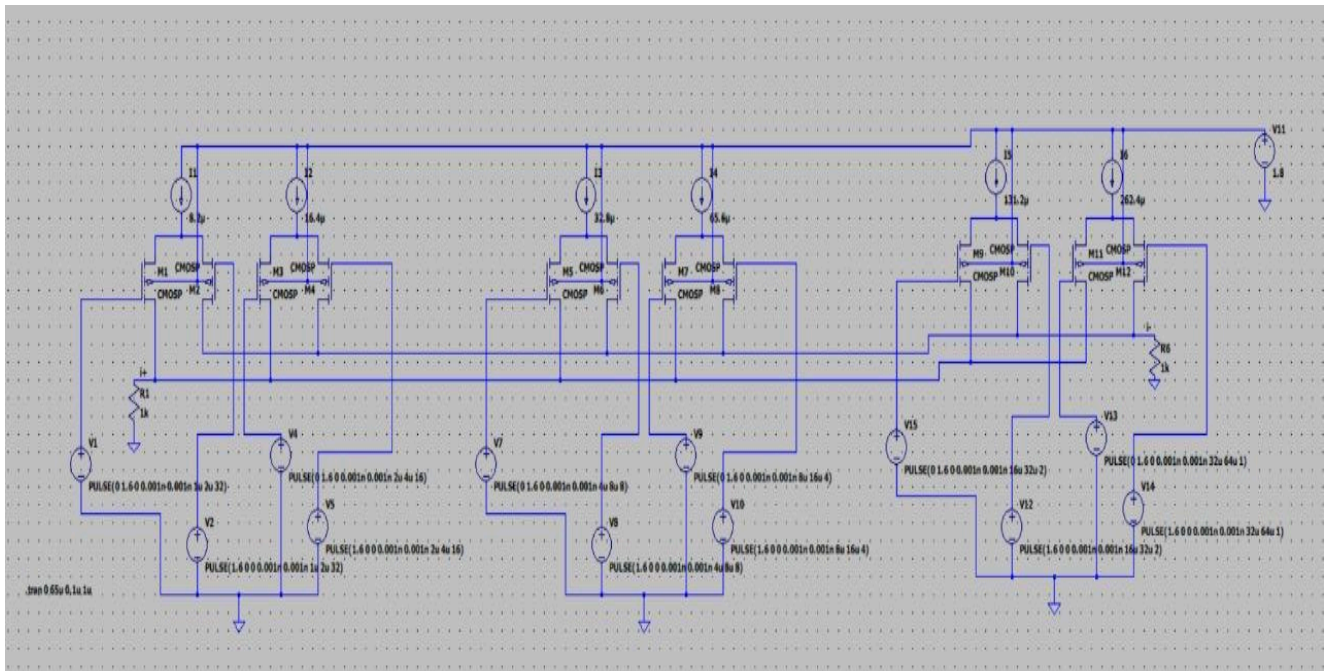 V11
1.8
I1
8.2µ
I2
16.4µ
I3
32.8µ
I4
65.6µ
I5
131.2µ
I6
262.4µ
M1
CMOSP
M2
CMOSP
M3
CMOSP
M4
CMOSP
M5
CMOSP
M6
CMOSP
M7
CMOSP
M8
CMOSP
M9
CMOSP
M10
CMOSP
M11
CMOSP
M12
CMOSP
i+
R1
1k
i-
R6
1k
V1
PULSE(0 1.6 0 0.001n 0.001n 1u 2u 32)
V4
PULSE(0 1.6 0 0.001n 0.001n 2u 4u 16)
V7
PULSE(0 1.6 0 0.001n 0.001n 4u 8u 8)
V9
PULSE(0 1.6 0 0.001n 0.001n 8u 16u 4)
V15
PULSE(0 1.6 0 0.001n 0.001n 16u 32u 2)
V13
PULSE(0 1.6 0 0.001n 0.001n 32u 64u 1)
V2
PULSE(1.6 0 0 0.001n 0.001n 1u 2u 32)
V5
PULSE(1.6 0 0 0.001n 0.001n 2u 4u 16)
V8
PULSE(1.6 0 0 0.001n 0.001n 4u 8u 8)
V10
PULSE(1.6 0 0 0.001n 0.001n 8u 16u 4)
V12
PULSE(1.6 0 0 0.001n 0.001n 16u 32u 2)
V14
PULSE(1.6 0 0 0.001n 0.001n 32u 64u 1)
.tran 0 65u 0.1u 1u